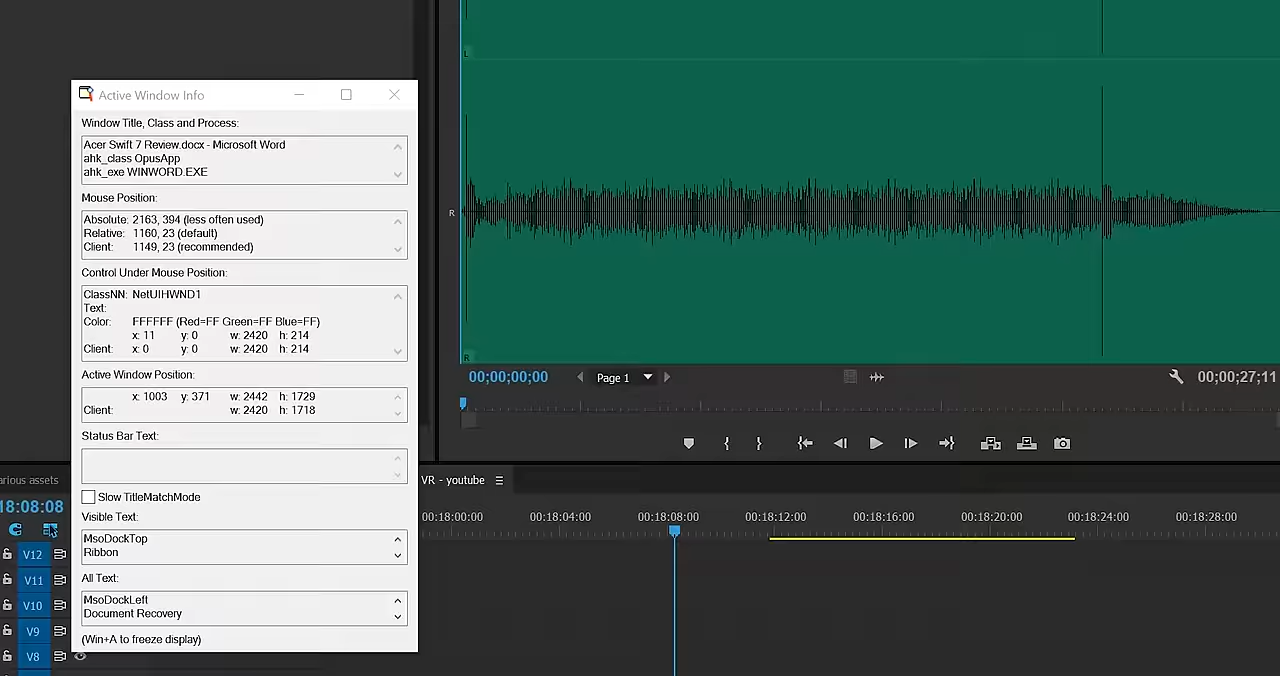 Active Window Info
Window Title, Class and Process:
Acer Swift 7 Review.docx - Microsoft Word
ahk_class OpusApp
ahk_exe WINWORD.EXE
Mouse Position:
Absolute: 2163, 394 (less often used)
Relative: 1160, 23 (default)
Client: 1149, 23 (recommended)
Control Under Mouse Position:
ClassNN: NetUIHWND1
Text:
Color: FFFFFF (Red=FF Green=FF Blue=FF)
x: 11 y: 0 w: 2420 h: 214
Client: x: 0 y: 0 w: 2420 h: 214
Active Window Position:
x: 1003 y: 371 w: 2442 h: 1729
Client: w: 2420 h: 1718
Status Bar Text:
Slow TitleMatchMode
Visible Text:
MsoDockTop
Ribbon
All Text:
MsoDockLeft
Document Recovery
(Win+A to freeze display)
L
R
R
00;00;00;00
Page 1
00;00;27;11
assets
VR - youtube
18:08:08
00:18:00:00 00:18:04:00 00:18:08:00 00:18:12:00 00:18:16:00 00:18:20:00 00:18:24:00 00:18:28:00
V12
V11
V10
V9
V8